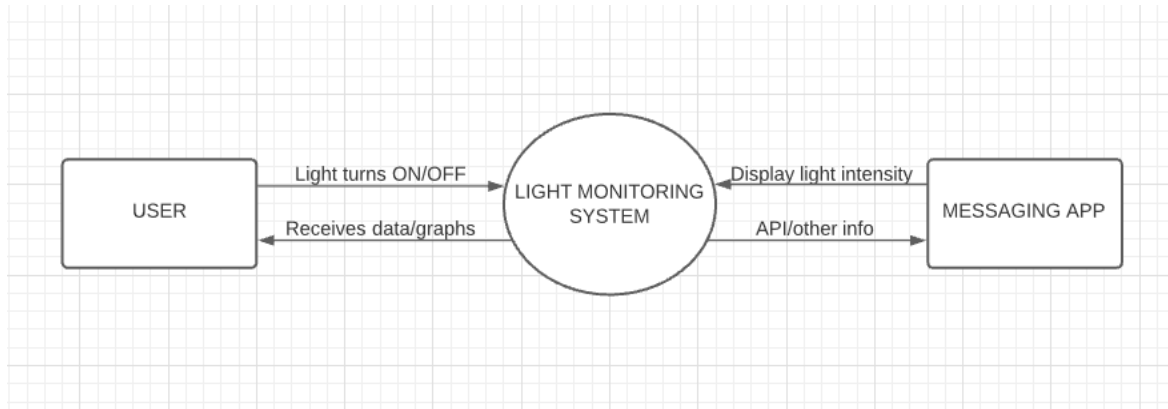 Light turns ON/OFF
Display light intensity
USER
LIGHT MONITORING
SYSTEM
MESSAGING APP
Receives data/graphs
API/other info